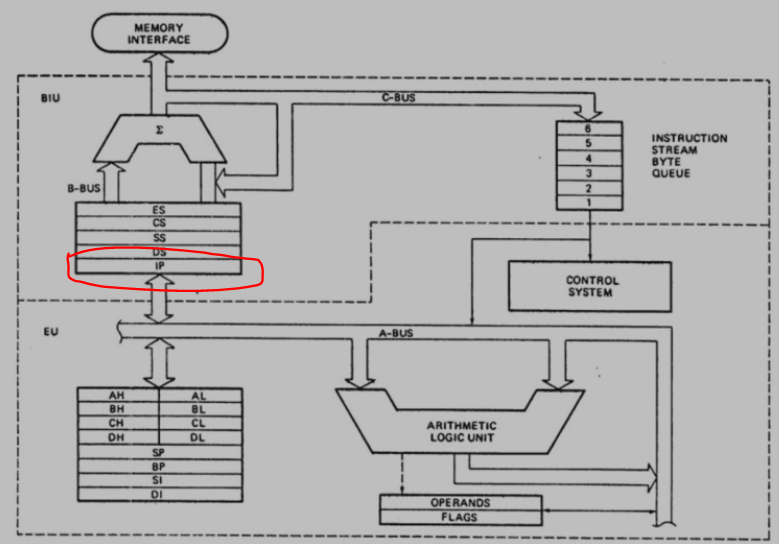 MEMORY
INTERFACE
BIU
C-BUS
Σ
B-BUS
6
5
4
3
2
1
INSTRUCTION
STREAM
BYTE
QUEUE
ES
CS
SS
DS
IP
CONTROL
SYSTEM
EU
A-BUS
AH AL
BH BL
CH CL
DH DL
SP
BP
SI
DI
ARITHMETIC
LOGIC UNIT
OPERANDS
FLAGS